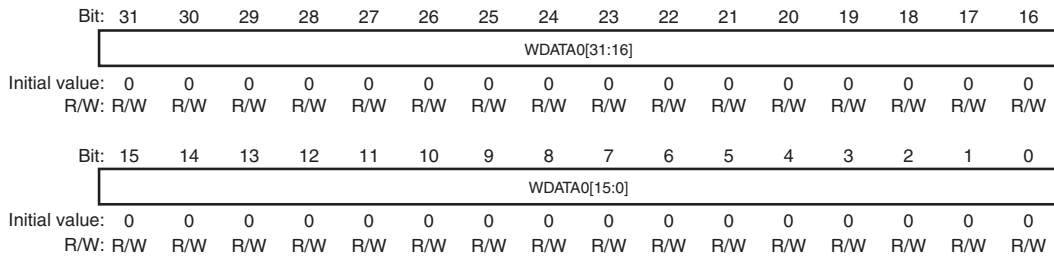 Bit: 31 30 29 28 27 26 25 24 23 22 21 20 19 18 17 16
WDATA0[31:16]
Initial value: 0 0 0 0 0 0 0 0 0 0 0 0 0 0 0 0
R/W: R/W R/W R/W R/W R/W R/W R/W R/W R/W R/W R/W R/W R/W R/W R/W R/W
Bit: 15 14 13 12 11 10 9 8 7 6 5 4 3 2 1 0
WDATA0[15:0]
Initial value: 0 0 0 0 0 0 0 0 0 0 0 0 0 0 0 0
R/W: R/W R/W R/W R/W R/W R/W R/W R/W R/W R/W R/W R/W R/W R/W R/W R/W